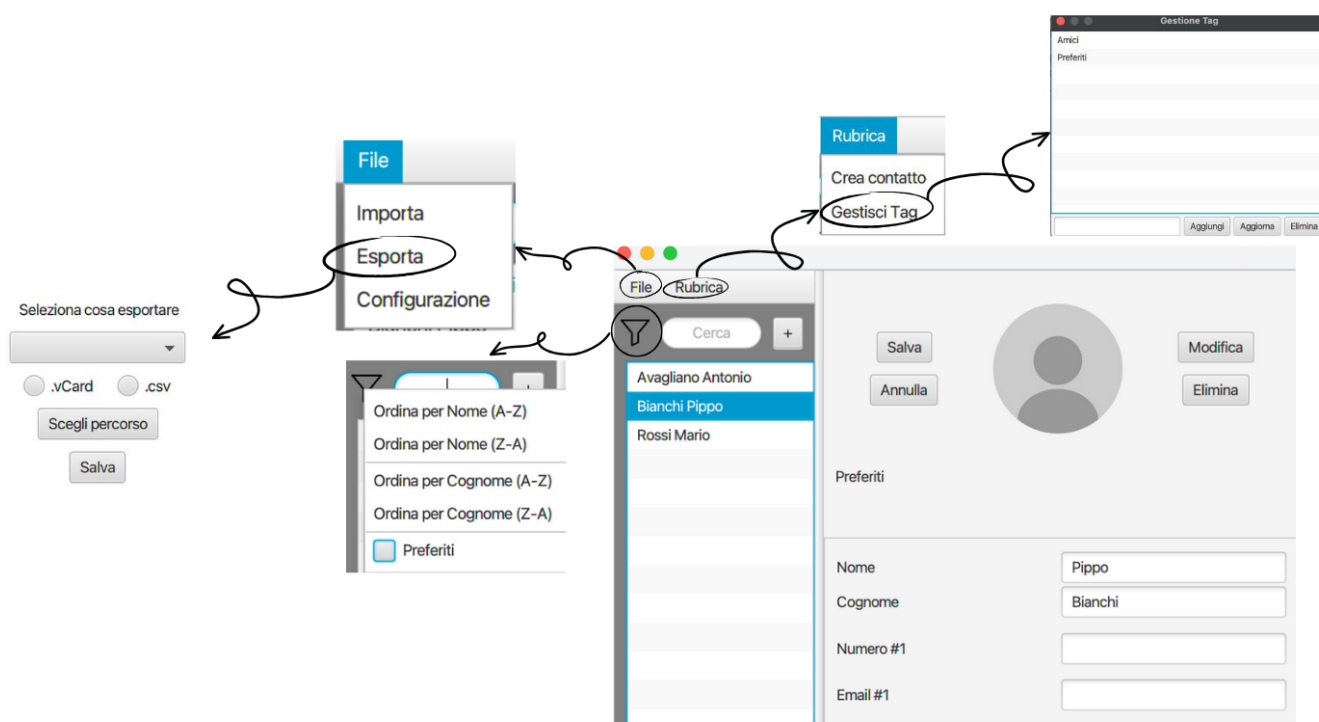 Gestione Tag
Amici
Preferiti
Aggiungi Aggiorna Elimina
Rubrica
Crea contatto
Gestisci Tag
File
Importa
Esporta
Configurazione
Seleziona cosa esportare
.vCard .csv
Scegli percorso
Salva
Ordina per Nome (A-Z)
Ordina per Nome (Z-A)
Ordina per Cognome (A-Z)
Ordina per Cognome (Z-A)
Preferiti
File Rubrica
Cerca +
Avagliano Antonio
Bianchi Pippo
Rossi Mario
Salva Modifica
Annulla Elimina
Preferiti
Nome Pippo
Cognome Bianchi
Numero #1
Email #1